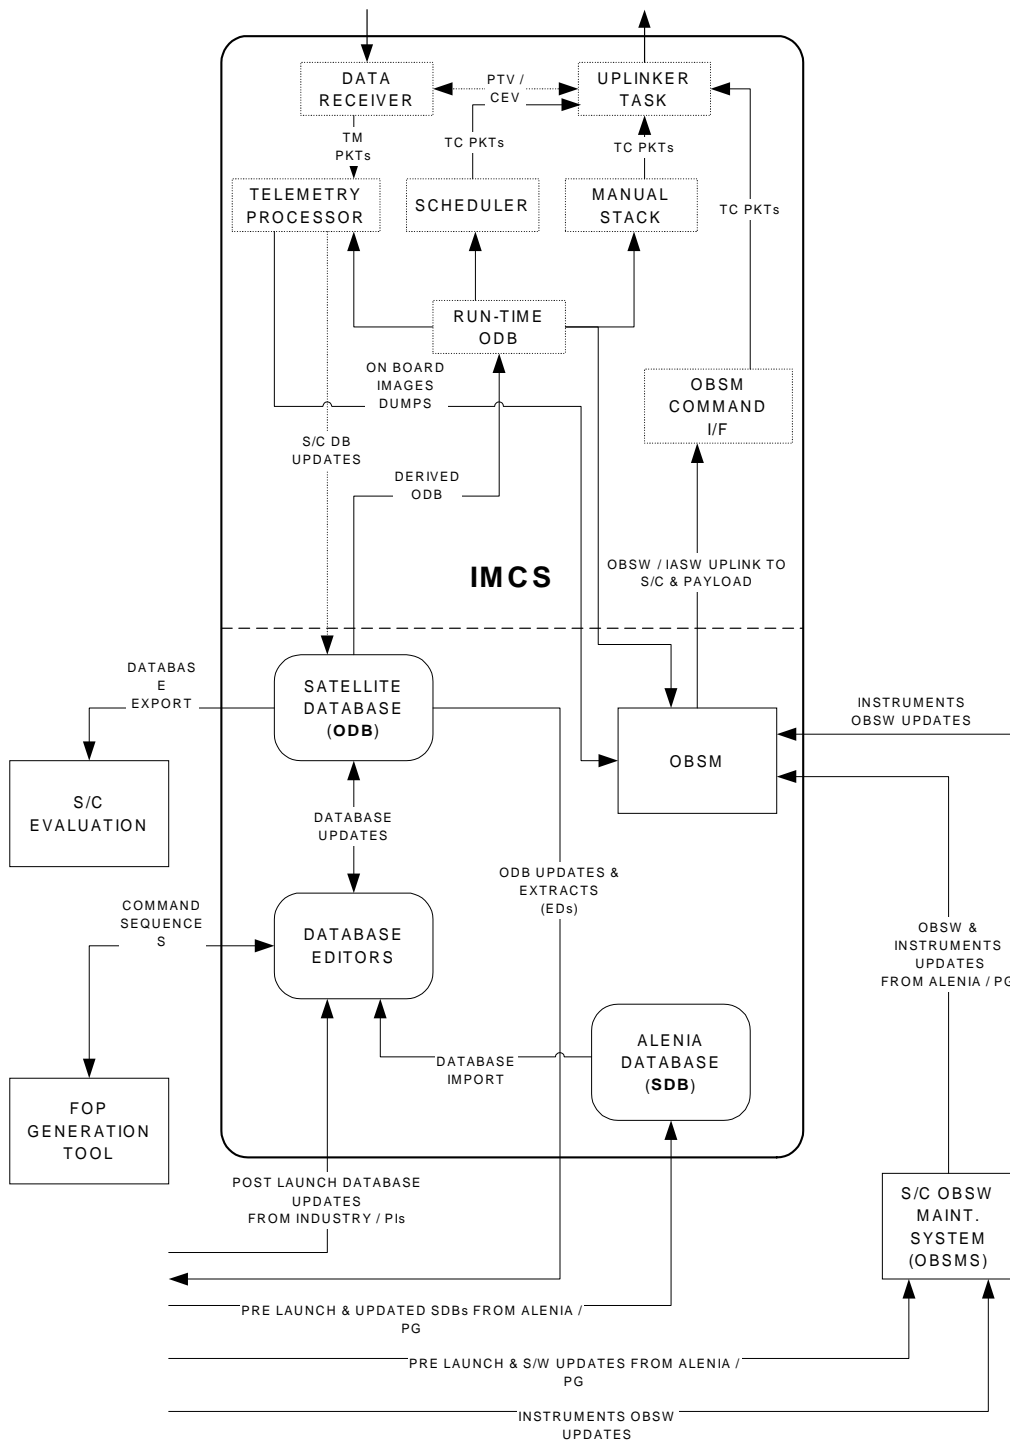 DATA
RECEIVER
PTV /
CEV
UPLINKER
TASK
TM
PKTs
TC PKTs
TC PKTs
TELEMETRY
PROCESSOR
SCHEDULER
MANUAL
STACK
TC PKTs
RUN-TIME
ODB
ON BOARD
IMAGES
DUMPS
OBSM
COMMAND
I/F
S/C DB
UPDATES
DERIVED
ODB
IMCS
OBSW / IASW UPLINK TO
S/C & PAYLOAD
DATABAS
E
EXPORT
SATELLITE
DATABASE
(ODB)
INSTRUMENTS
OBSW UPDATES
OBSM
S/C
EVALUATION
DATABASE
UPDATES
ODB UPDATES &
EXTRACTS
(EDs)
COMMAND
SEQUENCE
S
DATABASE
EDITORS
OBSW &
INSTRUMENTS
UPDATES
FROM ALENIA / PG
ALENIA
DATABASE
(SDB)
DATABASE
IMPORT
FOP
GENERATION
TOOL
POST LAUNCH DATABASE
UPDATES
FROM INDUSTRY / PIs
S/C OBSW
MAINT.
SYSTEM
(OBSMS)
PRE LAUNCH & UPDATED SDBs FROM ALENIA /
PG
PRE LAUNCH & S/W UPDATES FROM ALENIA /
PG
INSTRUMENTS OBSW
UPDATES